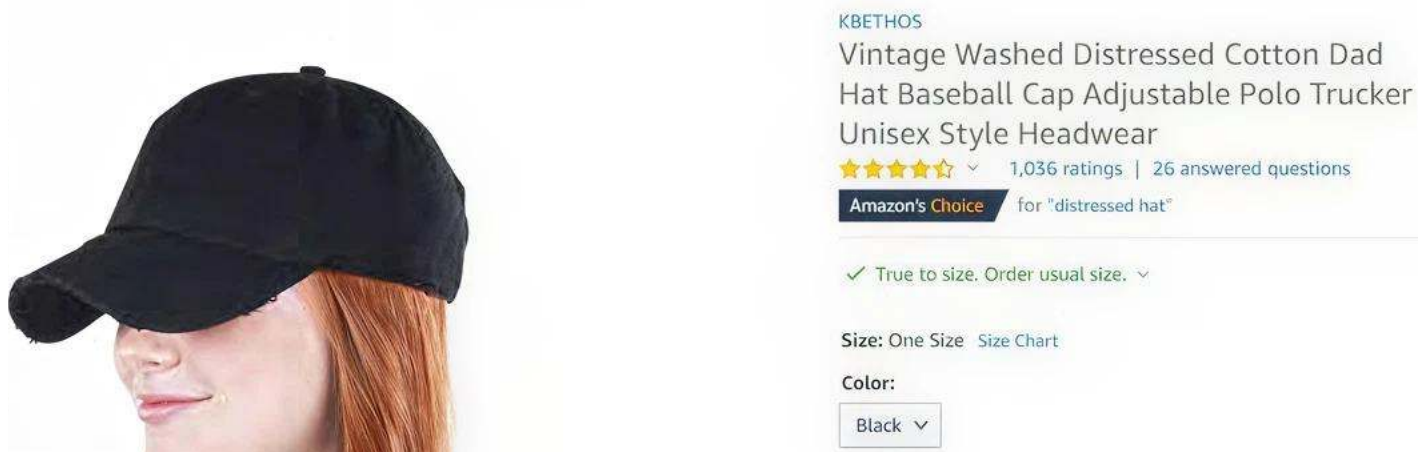 KBETHOS
Vintage Washed Distressed Cotton Dad
Hat Baseball Cap Adjustable Polo Trucker
Unisex Style Headwear
1,036 ratings | 26 answered questions
Amazon's Choice for "distressed hat"
True to size. Order usual size.
Size: One Size Size Chart
Color:
Black